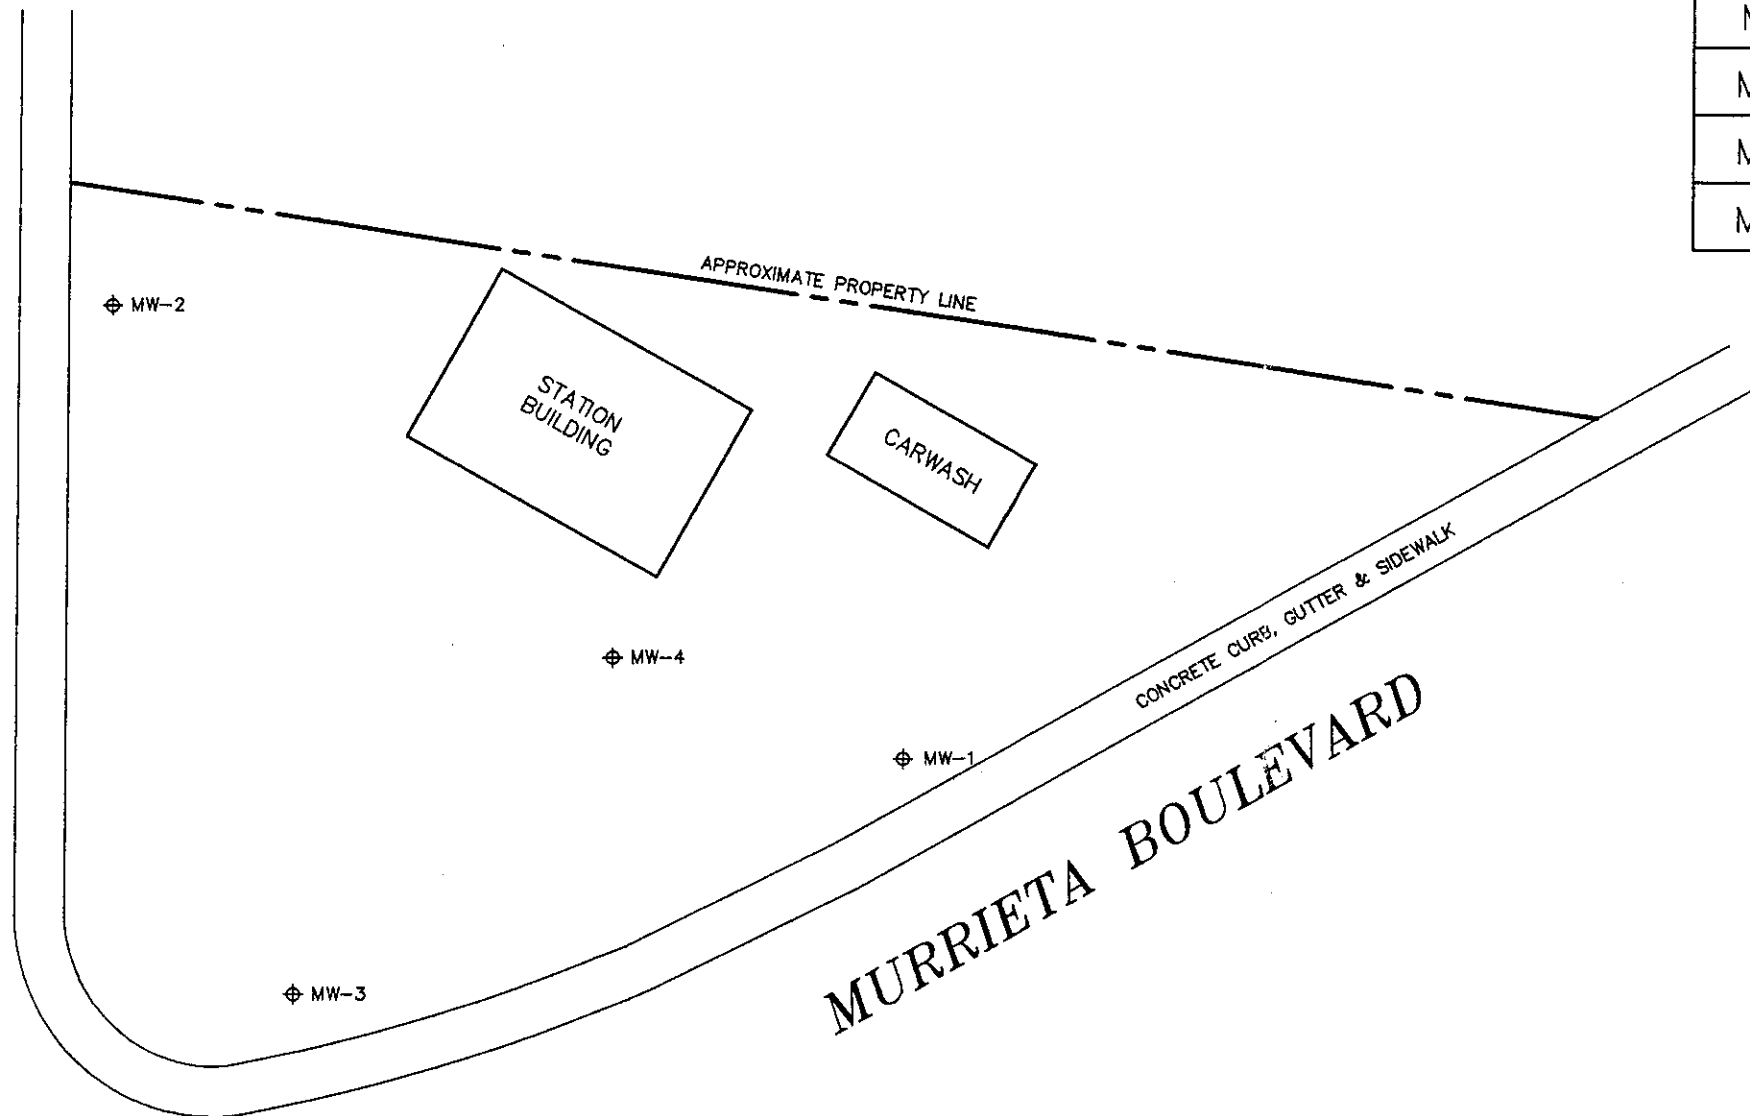 APPROXIMATE PROPERTY LINE
MW-2
STATION
BUILDING
CARWASH
CONCRETE CURB, GUTTER & SIDEWALK
MW-4
MW-1
MURRIETA BOULEVARD
MW-3